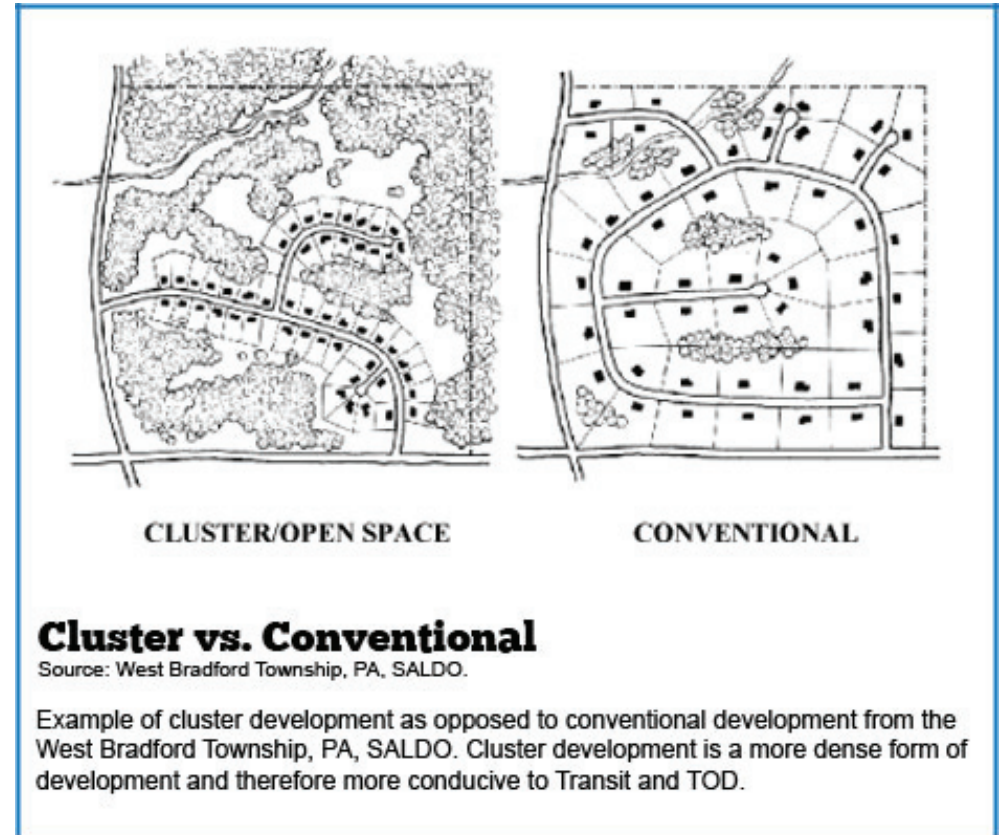 CLUSTER/OPEN SPACE
CONVENTIONAL
Cluster vs. Conventional
Source: West Bradford Township, PA, SALDO.
Example of cluster development as opposed to conventional development from the
West Bradford Township, PA, SALDO. Cluster development is a more dense form of
development and therefore more conducive to Transit and TOD.